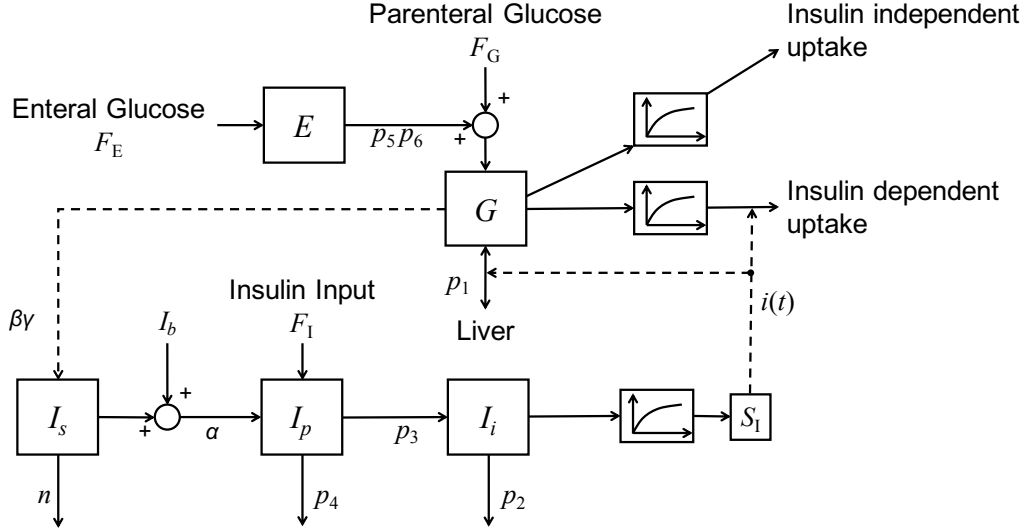 Parenteral Glucose
F_G
Insulin independent
uptake
+
Enteral Glucose
F_E
E
p_5p_6
+
G
Insulin dependent
uptake
p_1
i(t)
Liver
Insulin Input
F_I
βγ
I_b
+
+
I_s
α
I_p
p_3
I_i
S_I
n
p_4
p_2